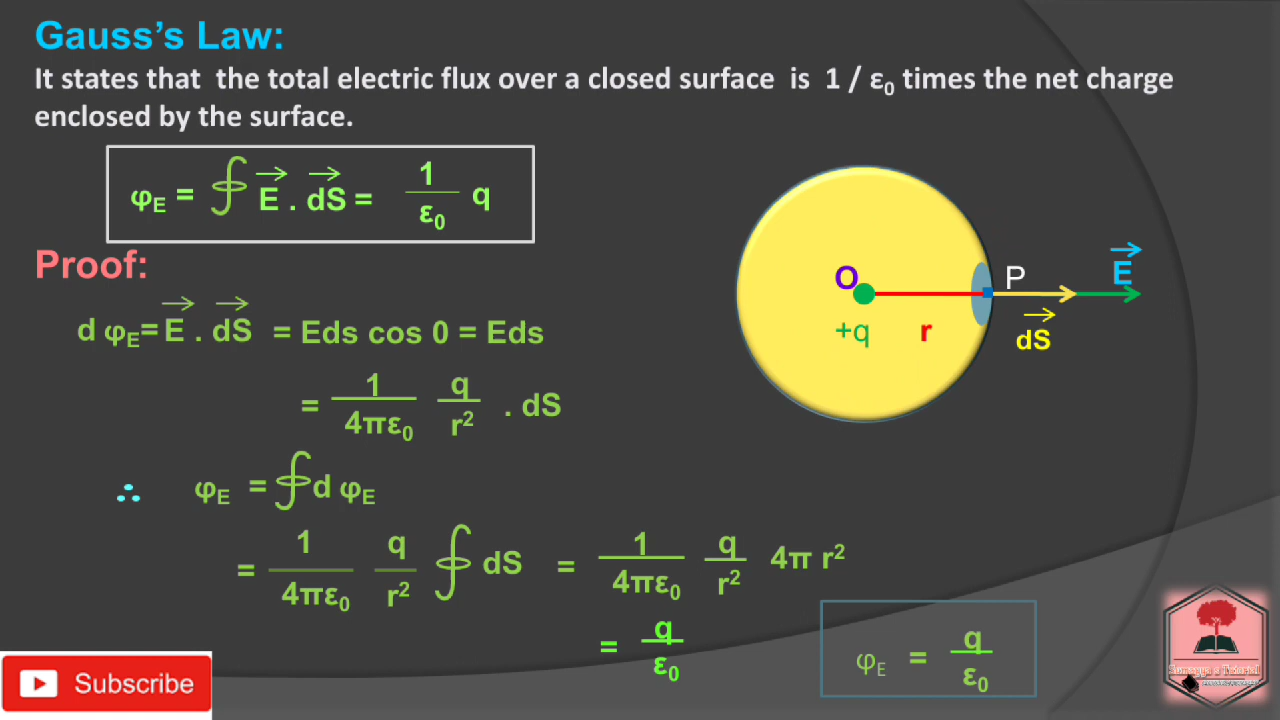 Gauss's Law:
It states that the total electric flux over a closed surface is 1 / ε₀ times the net charge
enclosed by the surface.
φE = ∮ E⃗ . dS⃗ = 1/ε₀ q
Proof:
d φE = E⃗ . dS⃗ = Eds cos 0 = Eds
= 1/4πε₀ q/r² . dS
∴ φE = ∮ d φE
= 1/4πε₀ q/r² ∮ dS = 1/4πε₀ q/r² 4π r²
= q/ε₀
φE = q/ε₀
O
+q
r
P
E⃗
dS⃗
Subscribe